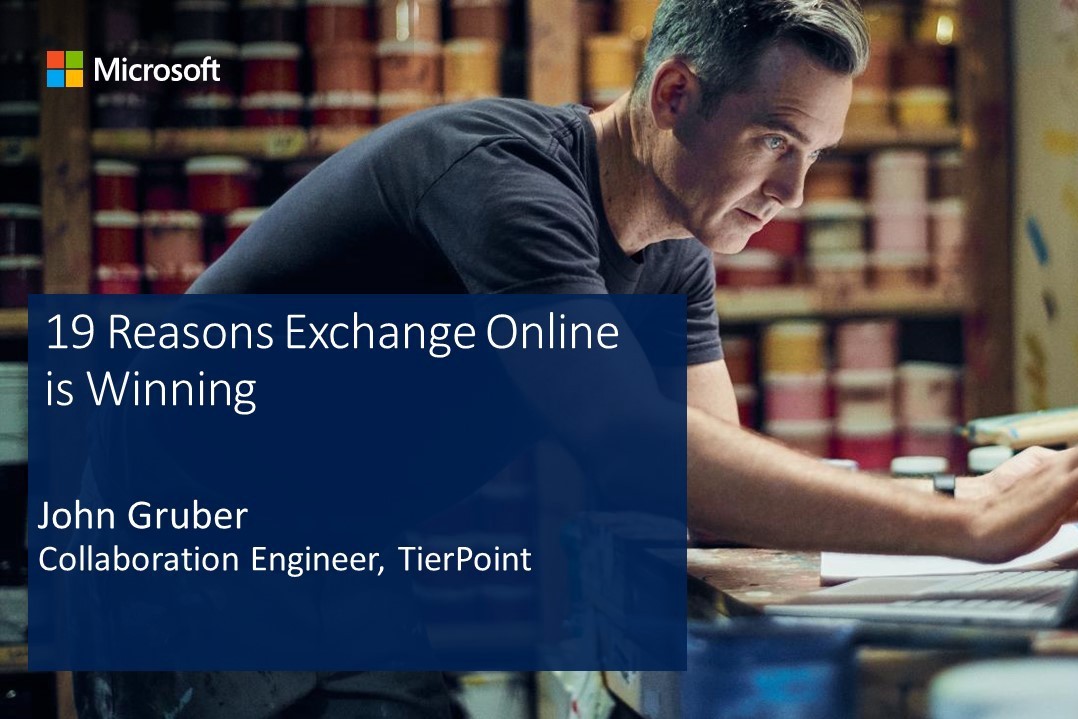 Microsoft
19 Reasons Exchange Online
is Winning
John Gruber
Collaboration Engineer, TierPoint